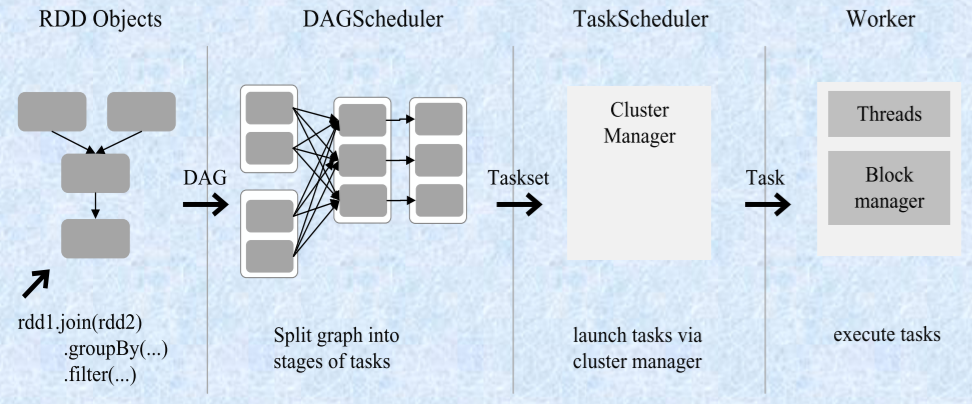 RDD Objects
DAGScheduler
TaskScheduler
Worker
Cluster
Manager
Threads
Block
manager
DAG
Taskset
Task
rdd1.join(rdd2)
.groupBy(...)
.filter(...)
Split graph into
stages of tasks
launch tasks via
cluster manager
execute tasks